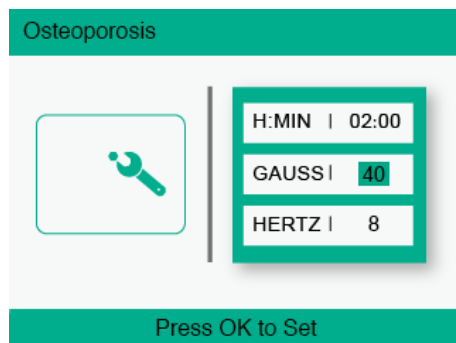 Osteoporosis
H:MIN | 02:00
GAUSS | 40
HERTZ | 8
Press OK to Set